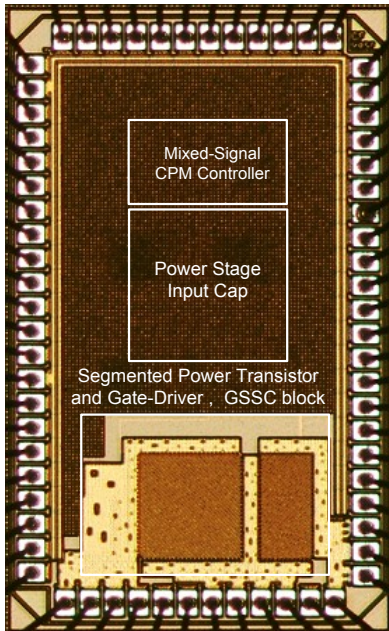 Mixed-Signal
CPM Controller
Power Stage
Input Cap
Segmented Power Transistor
and Gate-Driver , GSSC block